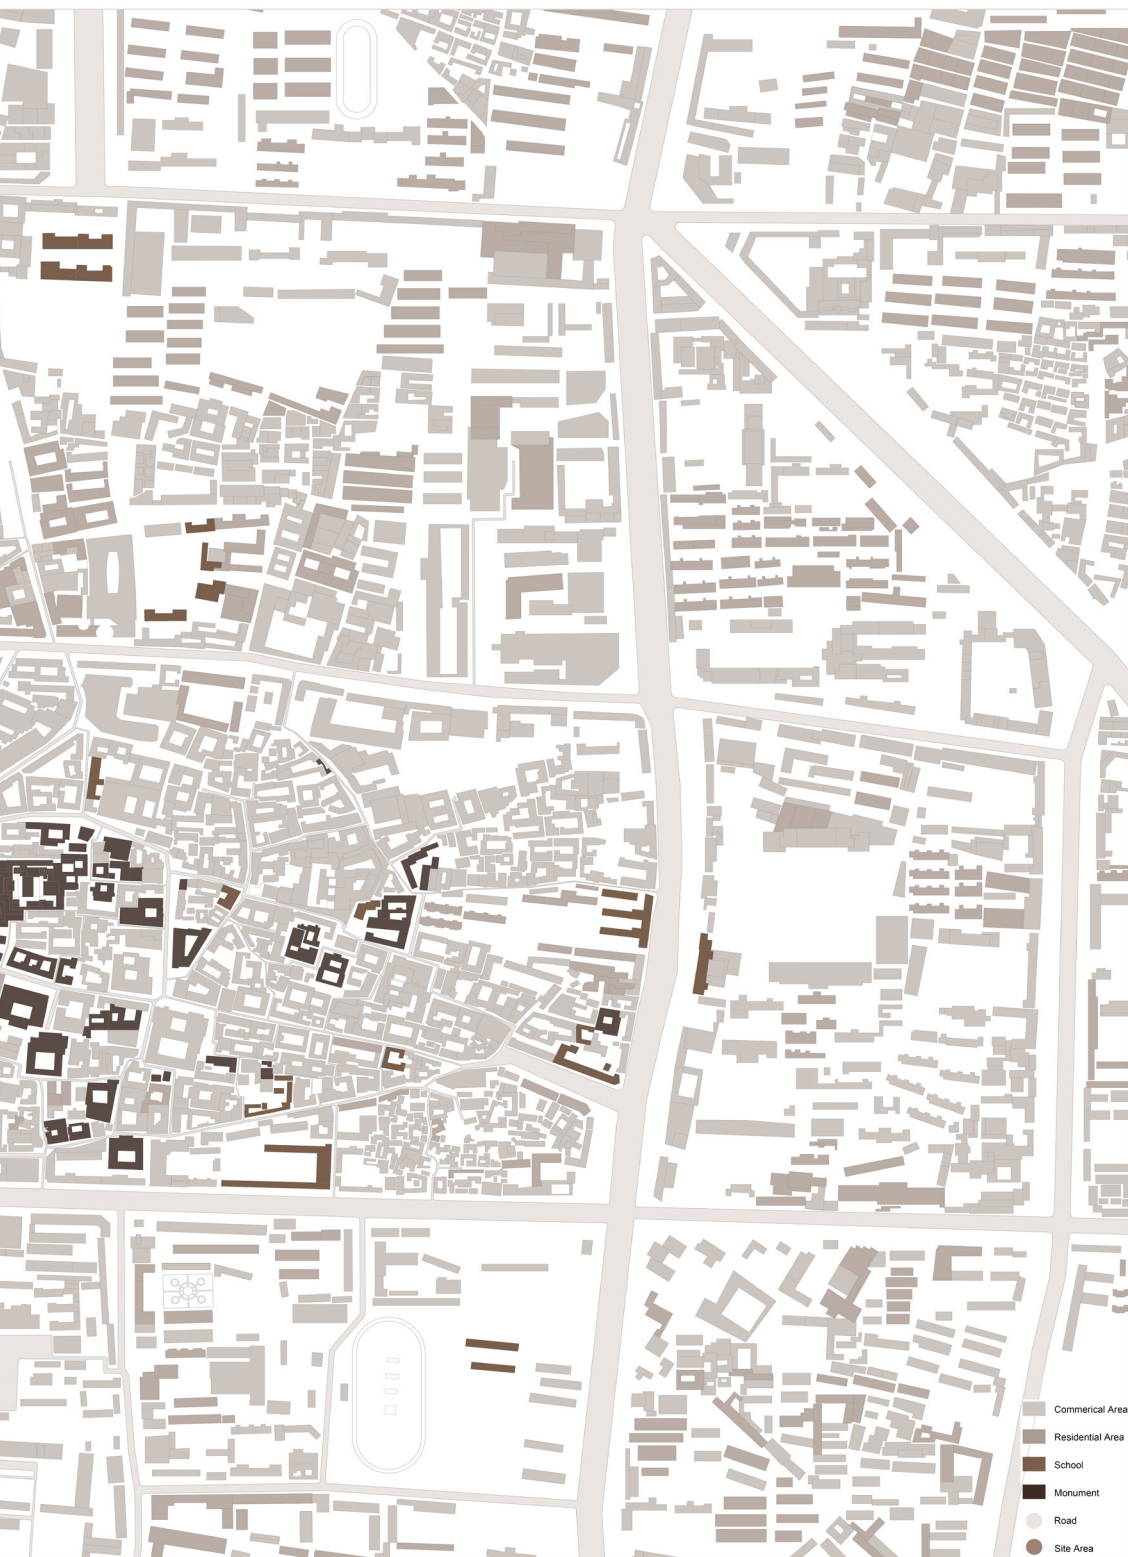 Commerical Area
Residential Area
School
Monument
Road
Site Area